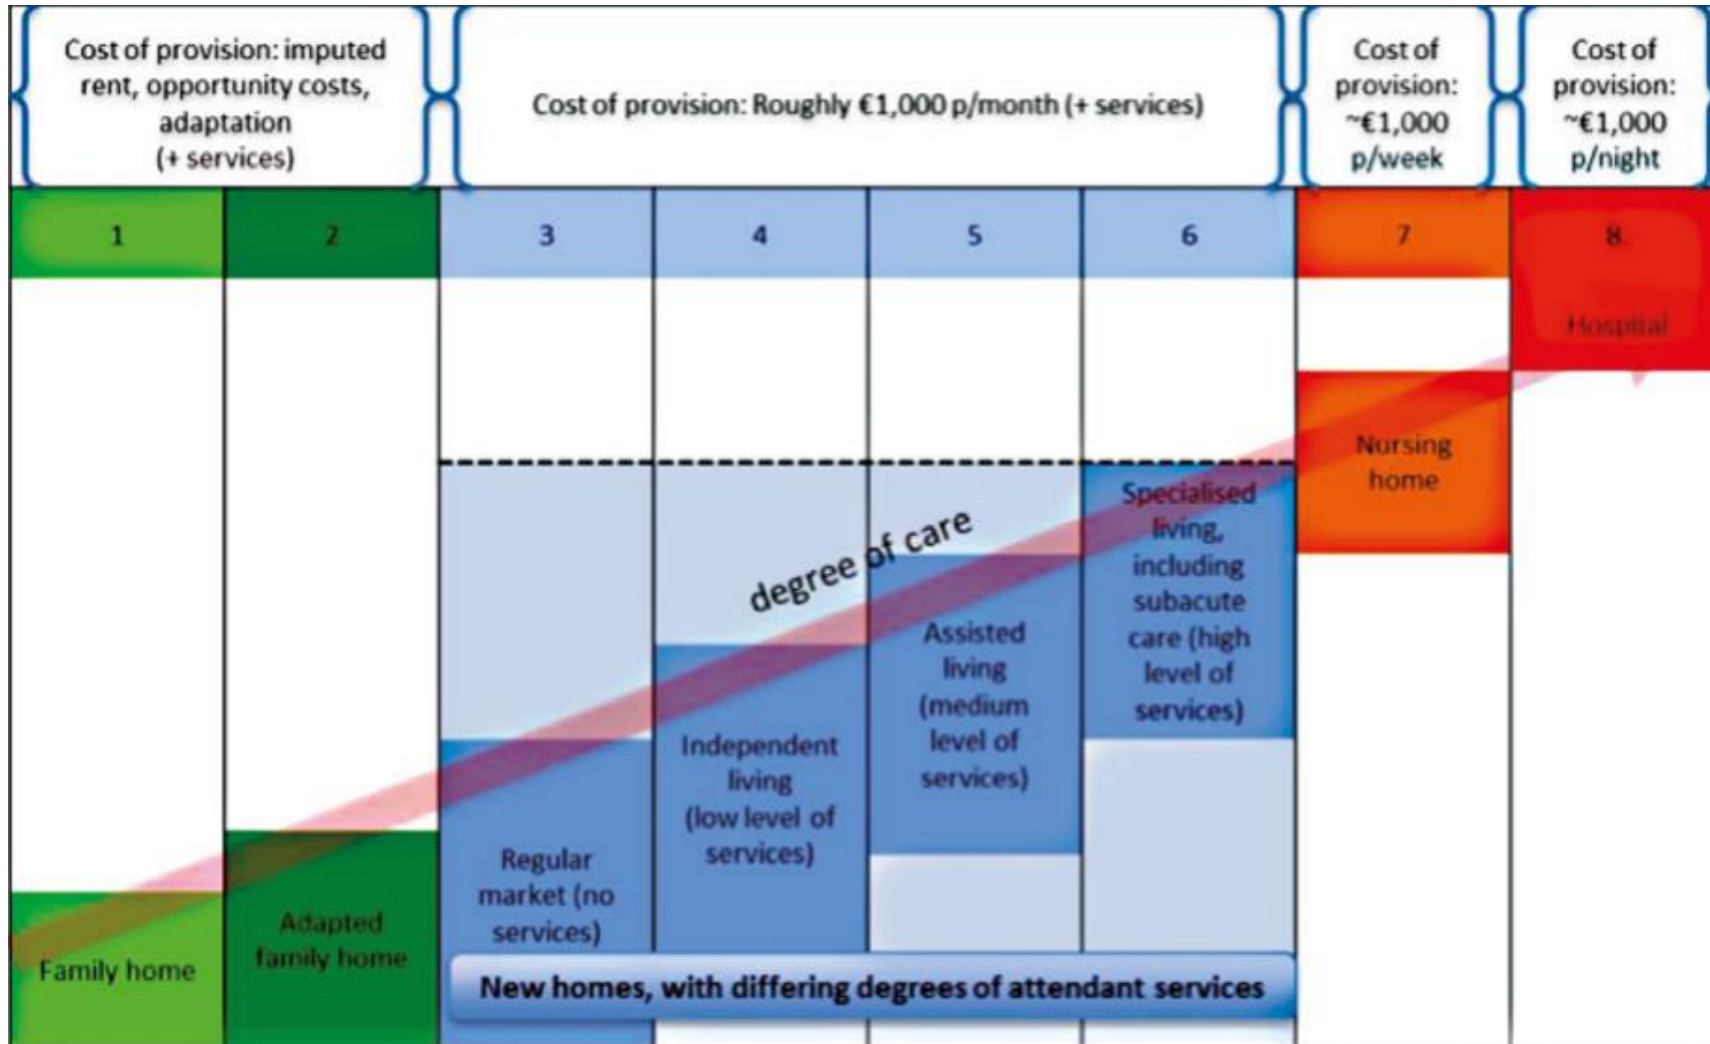 Cost of provision: imputed
rent, opportunity costs,
adaptation
(+ services)
Cost of provision: Roughly €1,000 p/month (+ services)
Cost of
provision:
~€1,000
p/week
Cost of
provision:
~€1,000
p/night
1
2
3
4
5
6
7
8.
Hospital
Nursing
home
degree of care
Specialised
living,
including
subacute
care (high
level of
services)
Assisted
living
(medium
level of
services)
Independent
living
(low level of
services)
Regular
market (no
services)
Adapted
family home
Family home
New homes, with differing degrees of attendant services